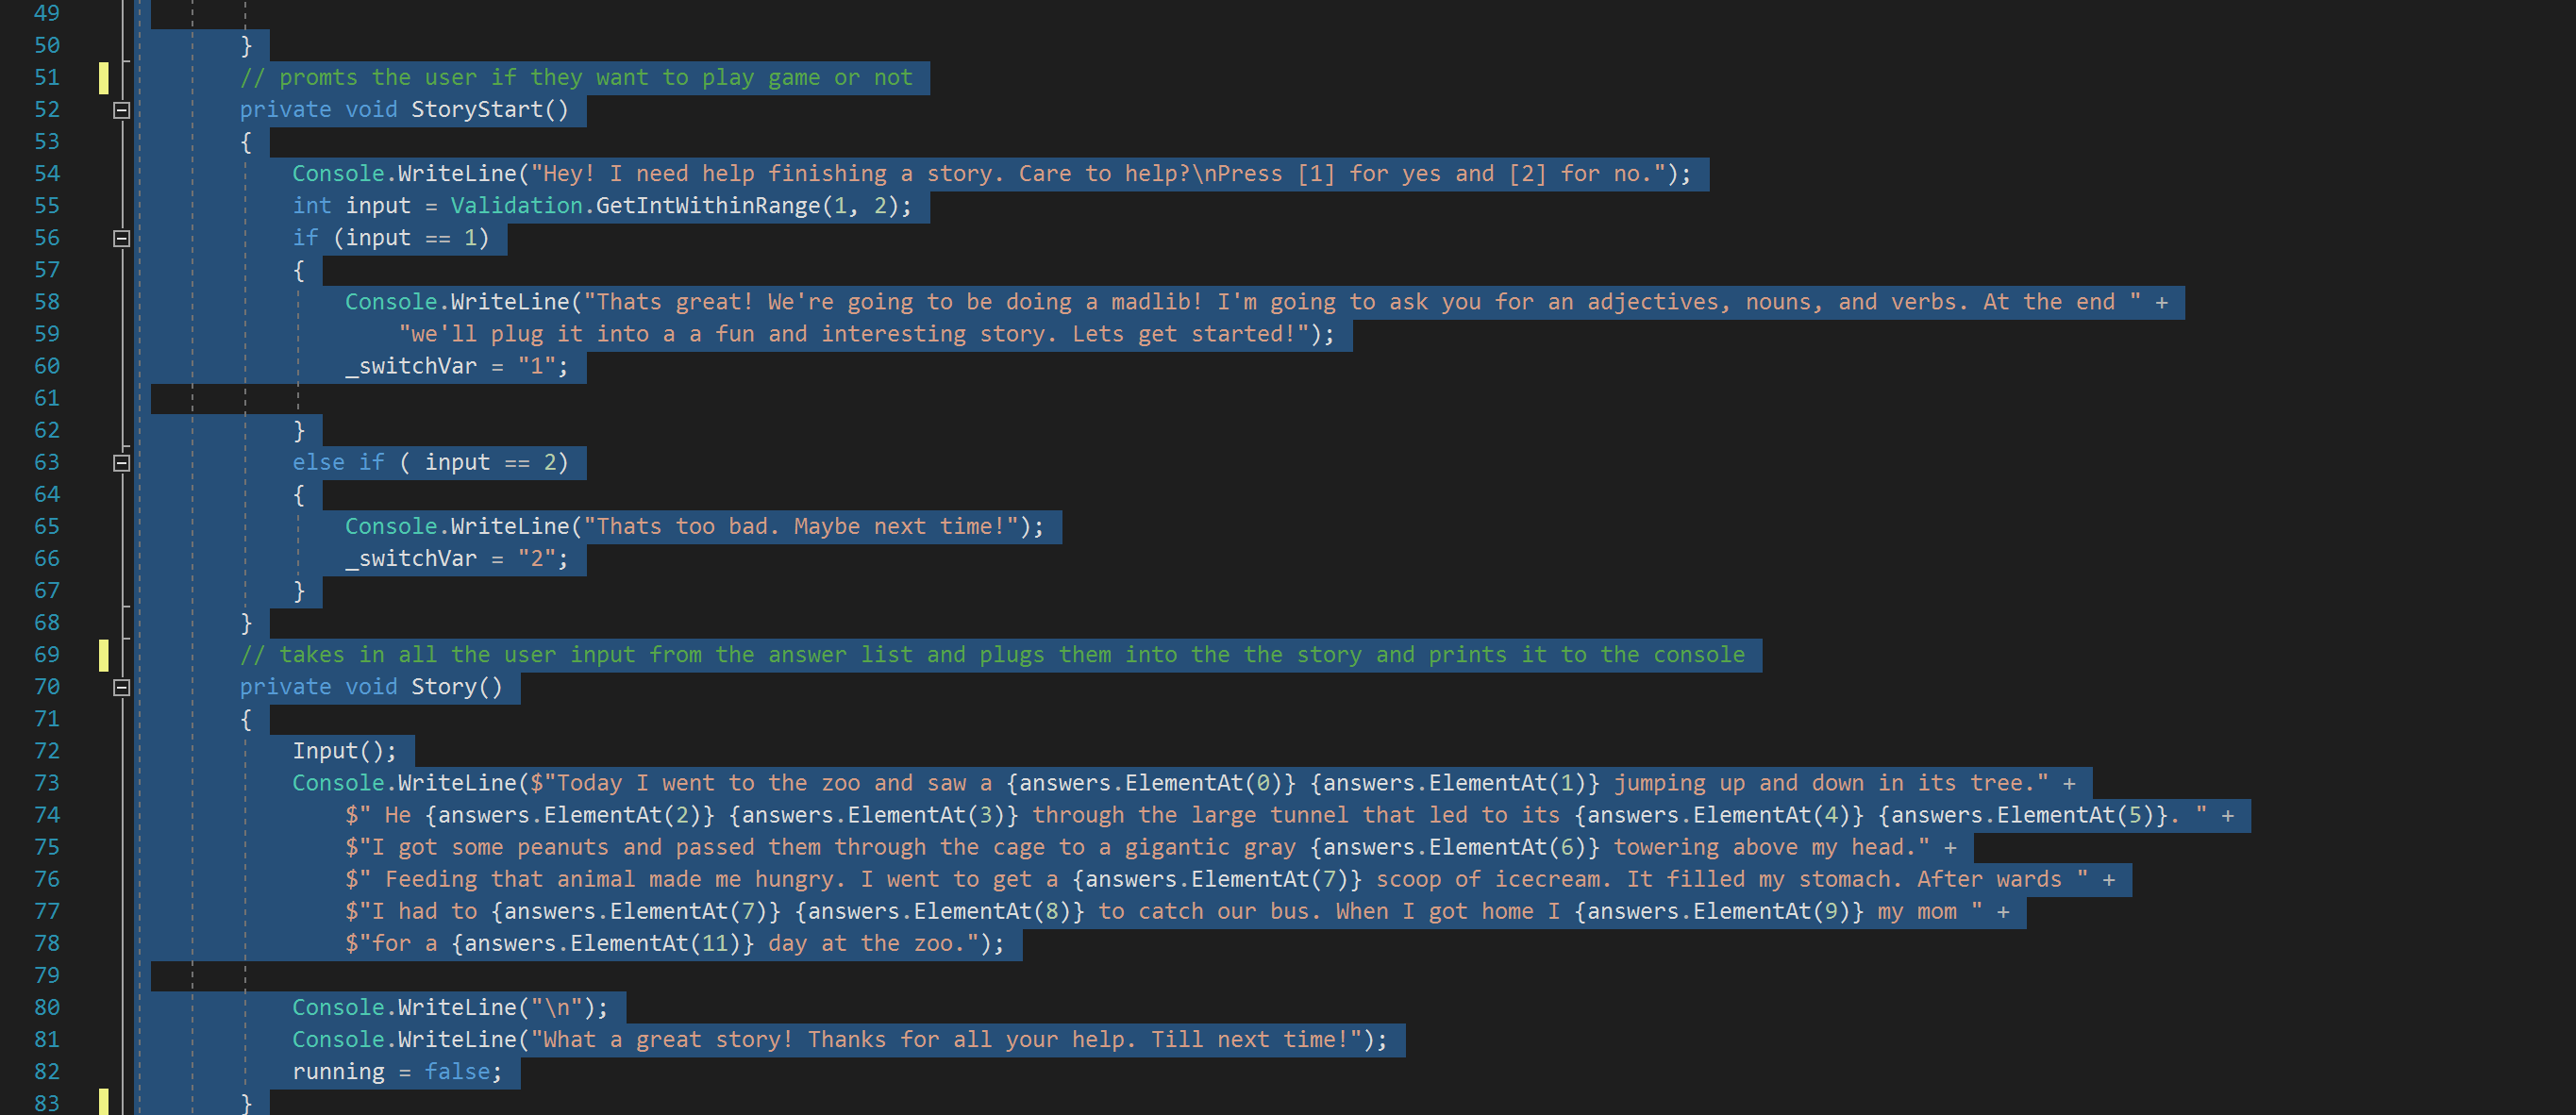 49
50 }
51 // promts the user if they want to play game or not
52 private void StoryStart()
53 {
54 Console.WriteLine("Hey! I need help finishing a story. Care to help?\nPress [1] for yes and [2] for no.");
55 int input = Validation.GetIntWithinRange(1, 2);
56 if (input == 1)
57 {
58 Console.WriteLine("Thats great! We're going to be doing a madlib! I'm going to ask you for an adjectives, nouns, and verbs. At the end " +
59 "we'll plug it into a a fun and interesting story. Lets get started!");
60 _switchVar = "1";
61
62 }
63 else if ( input == 2)
64 {
65 Console.WriteLine("Thats too bad. Maybe next time!");
66 _switchVar = "2";
67 }
68 }
69 // takes in all the user input from the answer list and plugs them into the the story and prints it to the console
70 private void Story()
71 {
72 Input();
73 Console.WriteLine($"Today I went to the zoo and saw a {answers.ElementAt(0)} {answers.ElementAt(1)} jumping up and down in its tree." +
74 $" He {answers.ElementAt(2)} {answers.ElementAt(3)} through the large tunnel that led to its {answers.ElementAt(4)} {answers.ElementAt(5)}. " +
75 $"I got some peanuts and passed them through the cage to a gigantic gray {answers.ElementAt(6)} towering above my head." +
76 $" Feeding that animal made me hungry. I went to get a {answers.ElementAt(7)} scoop of icecream. It filled my stomach. After wards " +
77 $"I had to {answers.ElementAt(7)} {answers.ElementAt(8)} to catch our bus. When I got home I {answers.ElementAt(9)} my mom " +
78 $"for a {answers.ElementAt(11)} day at the zoo.");
79
80 Console.WriteLine("\n");
81 Console.WriteLine("What a great story! Thanks for all your help. Till next time!");
82 running = false;
83 }